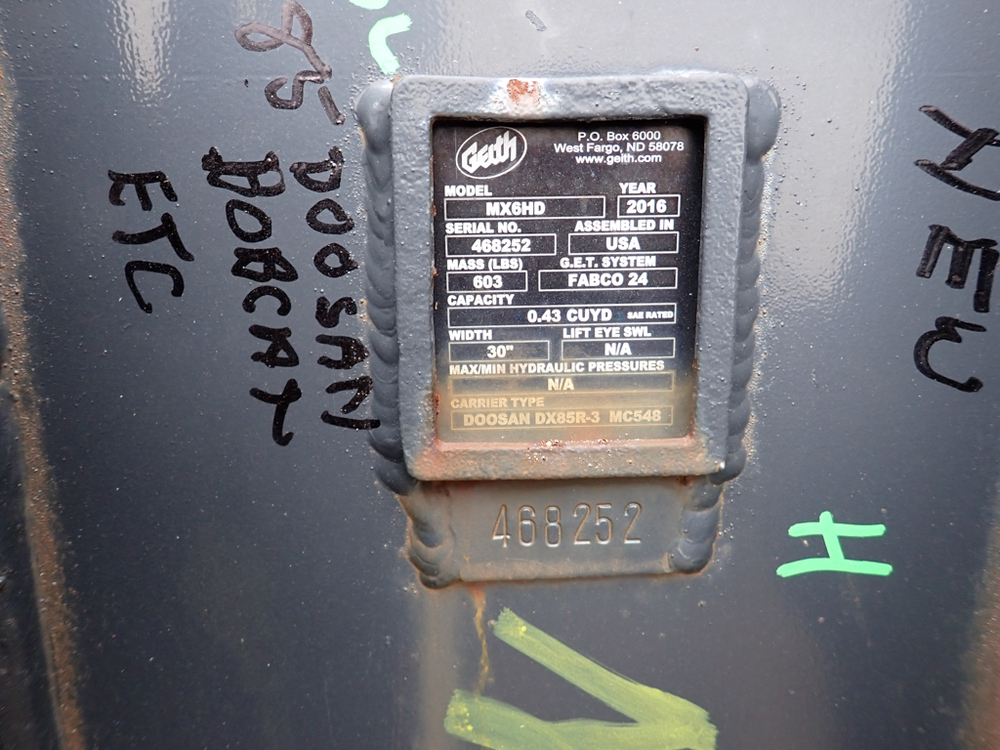 Geith
P.O. Box 6000
West Fargo, ND 58078
www.geith.com
MODEL YEAR
MX6HD 2016
SERIAL NO. ASSEMBLED IN
468252 USA
MASS (LBS) G.E.T. SYSTEM
603 FABCO 24
CAPACITY
0.43 CUYD SAE RATED
WIDTH LIFT EYE SWL
30" N/A
MAX/MIN HYDRAULIC PRESSURES
N/A
CARRIER TYPE
DOOSAN DX85R-3 MC548
468252
85-DOOSAN
BOBCAT
ETC
H